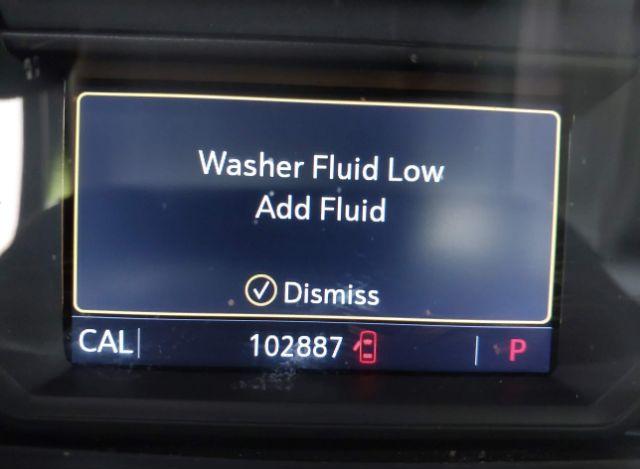 Washer Fluid Low
Add Fluid
Dismiss
CAL 102887 P